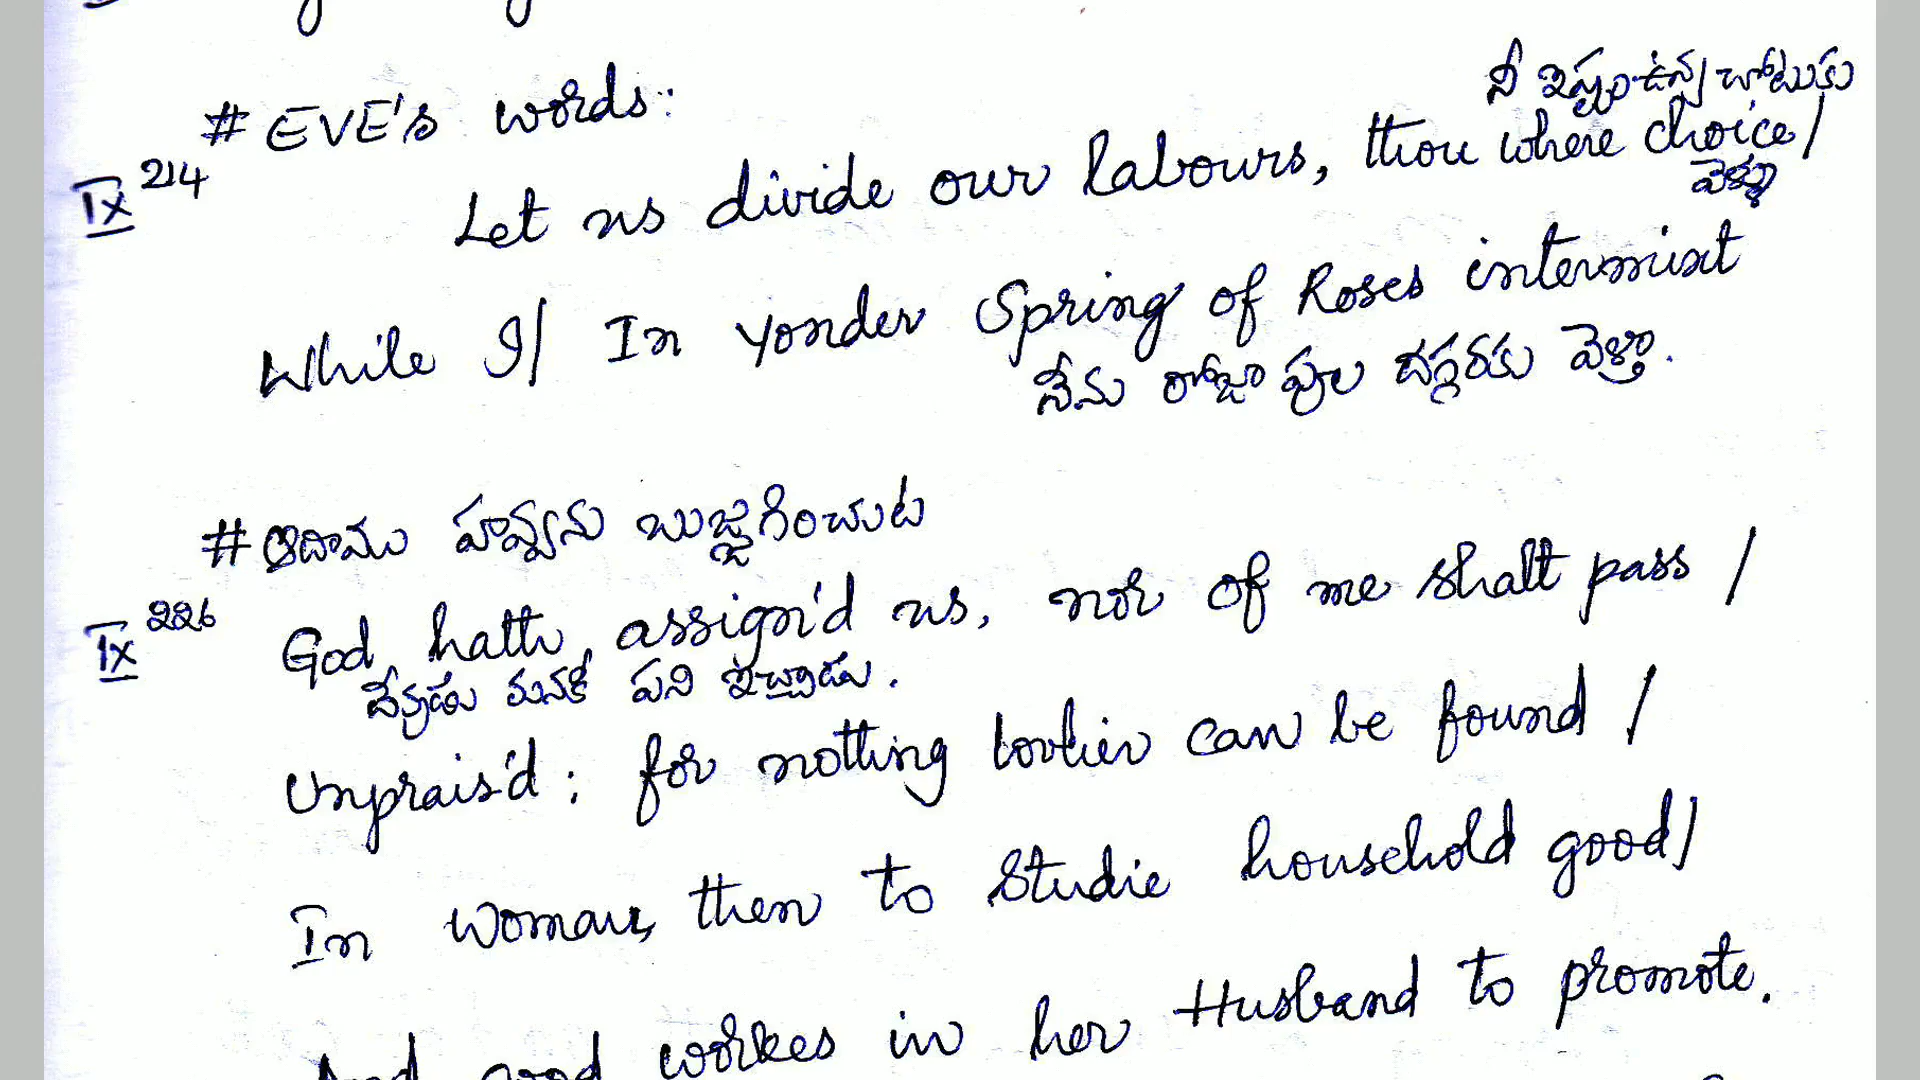 నీ ఇష్టం ఉన్న చోటుకు
# EVE's words:
IX 214
Let us divide our labours, thou where choice/
వెళ్ళు
While I/ In yonder Spring of Roses intermixt
నేను రోజా పూల దగ్గరకు వెళ్తా.
# ఆదాము హవ్వను బుజ్జగించుట
IX 226
God hath assign'd us, nor of me shalt pass /
దేవుడు మనకీ పని ఇచ్చాడు.
Unprais'd: for nothing lovlier can be found /
In woman, then to Studie household good/
And good workes in her Husband to promote.